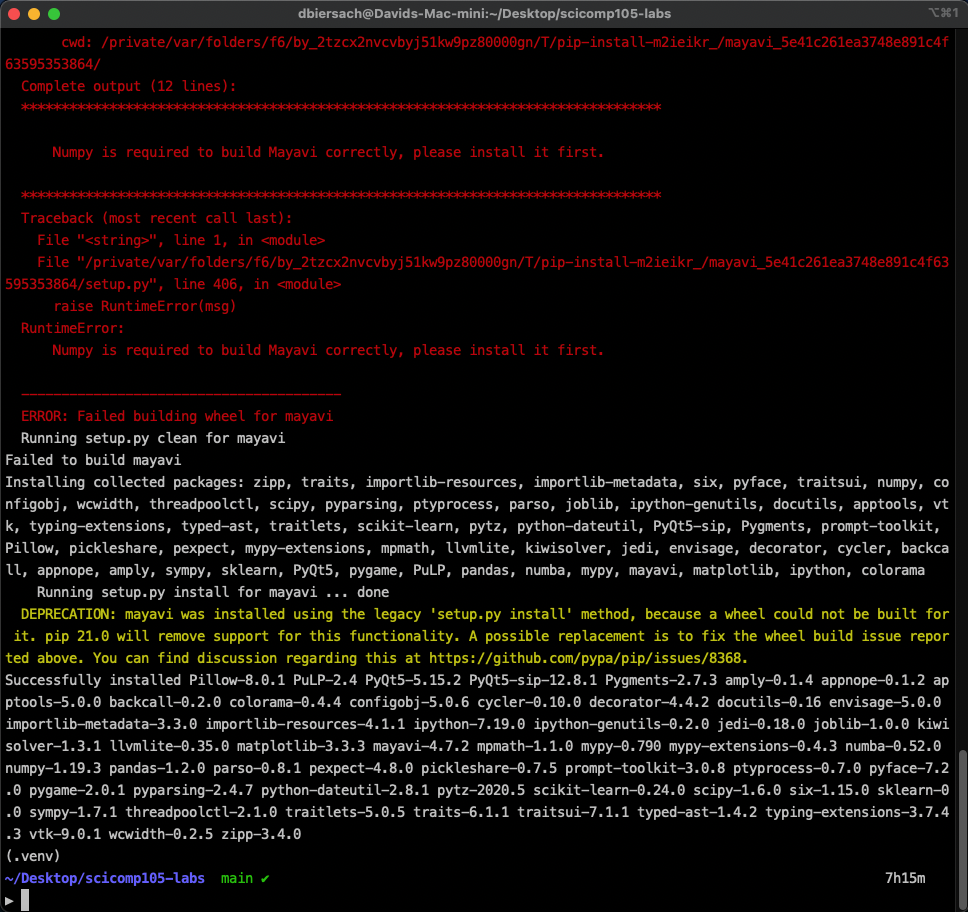 dbiersach@Davids-Mac-mini:~/Desktop/scicomp105-labs
⌥⌘1
cwd: /private/var/folders/f6/by_2tzcx2nvcvbyj51kw9pz80000gn/T/pip-install-m2ieikr_/mayavi_5e41c261ea3748e891c4f
63595353864/
Complete output (12 lines):
********************************************************************************
Numpy is required to build Mayavi correctly, please install it first.
********************************************************************************
Traceback (most recent call last):
File "<string>", line 1, in <module>
File "/private/var/folders/f6/by_2tzcx2nvcvbyj51kw9pz80000gn/T/pip-install-m2ieikr_/mayavi_5e41c261ea3748e891c4f63
595353864/setup.py", line 406, in <module>
raise RuntimeError(msg)
RuntimeError:
Numpy is required to build Mayavi correctly, please install it first.
----------------------------------------
ERROR: Failed building wheel for mayavi
Running setup.py clean for mayavi
Failed to build mayavi
Installing collected packages: zipp, traits, importlib-resources, importlib-metadata, six, pyface, traitsui, numpy, co
nfigobj, wcwidth, threadpoolctl, scipy, pyparsing, ptyprocess, parso, joblib, ipython-genutils, docutils, apptools, vt
k, typing-extensions, typed-ast, traitlets, scikit-learn, pytz, python-dateutil, PyQt5-sip, Pygments, prompt-toolkit,
Pillow, pickleshare, pexpect, mypy-extensions, mpmath, llvmlite, kiwisolver, jedi, envisage, decorator, cycler, backca
ll, appnope, amply, sympy, sklearn, PyQt5, pygame, PuLP, pandas, numba, mypy, mayavi, matplotlib, ipython, colorama
Running setup.py install for mayavi ... done
DEPRECATION: mayavi was installed using the legacy 'setup.py install' method, because a wheel could not be built for
it. pip 21.0 will remove support for this functionality. A possible replacement is to fix the wheel build issue repor
ted above. You can find discussion regarding this at https://github.com/pypa/pip/issues/8368.
Successfully installed Pillow-8.0.1 PuLP-2.4 PyQt5-5.15.2 PyQt5-sip-12.8.1 Pygments-2.7.3 amply-0.1.4 appnope-0.1.2 ap
ptools-5.0.0 backcall-0.2.0 colorama-0.4.4 configobj-5.0.6 cycler-0.10.0 decorator-4.4.2 docutils-0.16 envisage-5.0.0
importlib-metadata-3.3.0 importlib-resources-4.1.1 ipython-7.19.0 ipython-genutils-0.2.0 jedi-0.18.0 joblib-1.0.0 kiwi
solver-1.3.1 llvmlite-0.35.0 matplotlib-3.3.3 mayavi-4.7.2 mpmath-1.1.0 mypy-0.790 mypy-extensions-0.4.3 numba-0.52.0
numpy-1.19.3 pandas-1.2.0 parso-0.8.1 pexpect-4.8.0 pickleshare-0.7.5 prompt-toolkit-3.0.8 ptyprocess-0.7.0 pyface-7.2
.0 pygame-2.0.1 pyparsing-2.4.7 python-dateutil-2.8.1 pytz-2020.5 scikit-learn-0.24.0 scipy-1.6.0 six-1.15.0 sklearn-0
.0 sympy-1.7.1 threadpoolctl-2.1.0 traitlets-5.0.5 traits-6.1.1 traitsui-7.1.1 typed-ast-1.4.2 typing-extensions-3.7.4
.3 vtk-9.0.1 wcwidth-0.2.5 zipp-3.4.0
(.venv)
~/Desktop/scicomp105-labs main ✔ 7h15m
▶